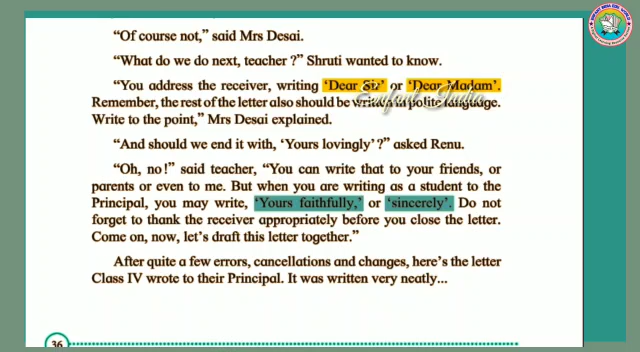 “Of course not,” said Mrs Desai.
“What do we do next, teacher ?” Shruti wanted to know.
“You address the receiver, writing ‘Dear Sir’ or ‘Dear Madam’.
Remember, the rest of the letter also should be written in polite language.
Write to the point,” Mrs Desai explained.
“And should we end it with, ‘Yours lovingly’ ?” asked Renu.
“Oh, no !” said teacher, “You can write that to your friends, or
parents or even to me. But when you are writing as a student to the
Principal, you may write, ‘Yours faithfully,’ or ‘sincerely’. Do not
forget to thank the receiver appropriately before you close the letter.
Come on, now, let’s draft this letter together.”
After quite a few errors, cancellations and changes, here’s the letter
Class IV wrote to their Principal. It was written very neatly...
36